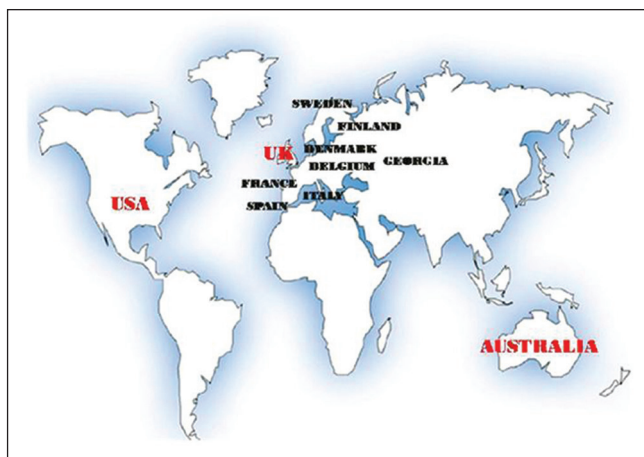 SWEDEN
FINLAND
UK
DENMARK
BELGIUM
GEORGIA
FRANCE
ITALY
USA
SPAIN
AUSTRALIA